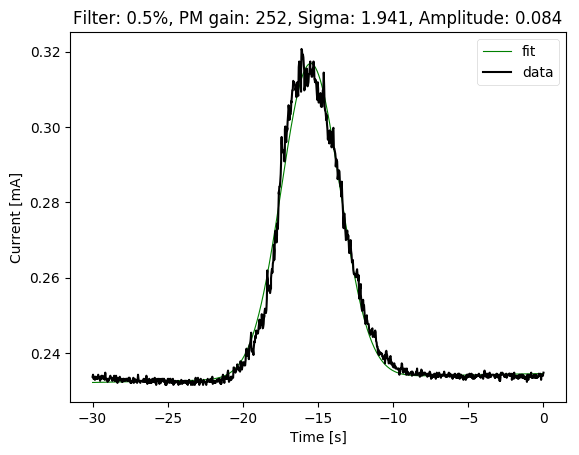 Filter: 0.5%, PM gain: 252, Sigma: 1.941, Amplitude: 0.084
fit
data
0.32
0.30
0.28
0.26
0.24
Current [mA]
−30
−25
−20
−15
−10
−5
0
Time [s]